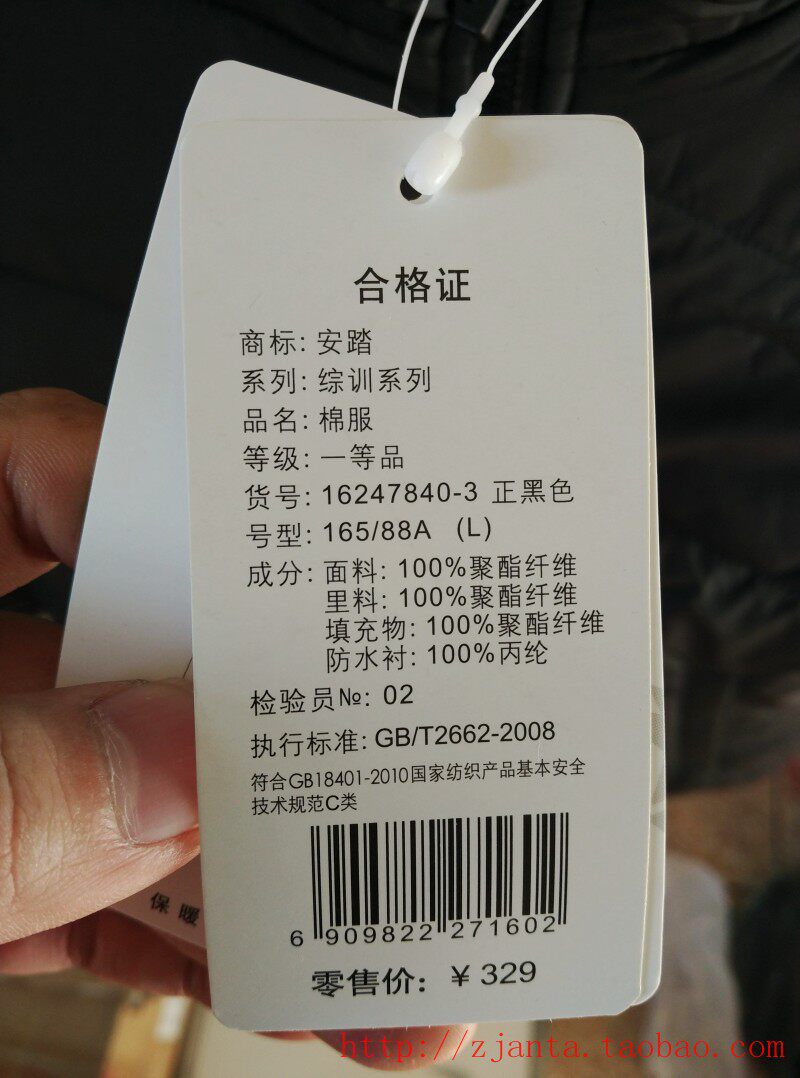 合格证
商标: 安踏
系列: 综训系列
品名: 棉服
等级: 一等品
货号: 16247840-3 正黑色
号型: 165/88A (L)
成分: 面料: 100%聚酯纤维
里料: 100%聚酯纤维
填充物: 100%聚酯纤维
防水衬: 100%丙纶
检验员№: 02
执行标准: GB/T2662-2008
符合GB18401-2010国家纺织产品基本安全
技术规范C类
6 909822 271602
零售价: ¥ 329
保 暖
http://zjanta.taobao.com